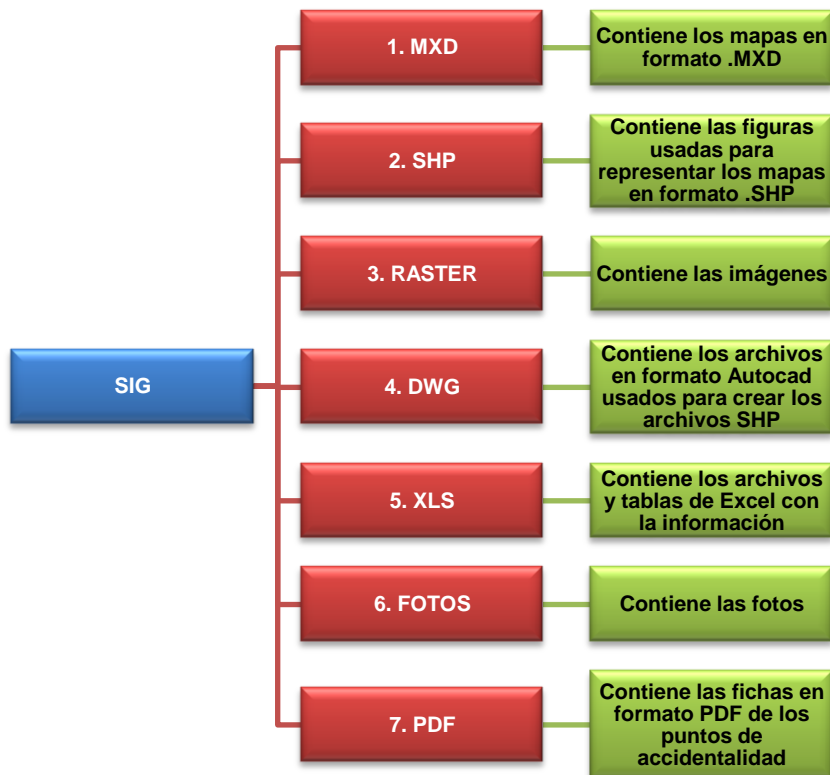 1. MXD
Contiene los mapas en
formato .MXD
2. SHP
Contiene las figuras
usadas para
representar los mapas
en formato .SHP
3. RASTER
Contiene las imágenes
SIG
4. DWG
Contiene los archivos
en formato Autocad
usados para crear los
archivos SHP
5. XLS
Contiene los archivos
y tablas de Excel con
la información
6. FOTOS
Contiene las fotos
7. PDF
Contiene las fichas en
formato PDF de los
puntos de
accidentalidad